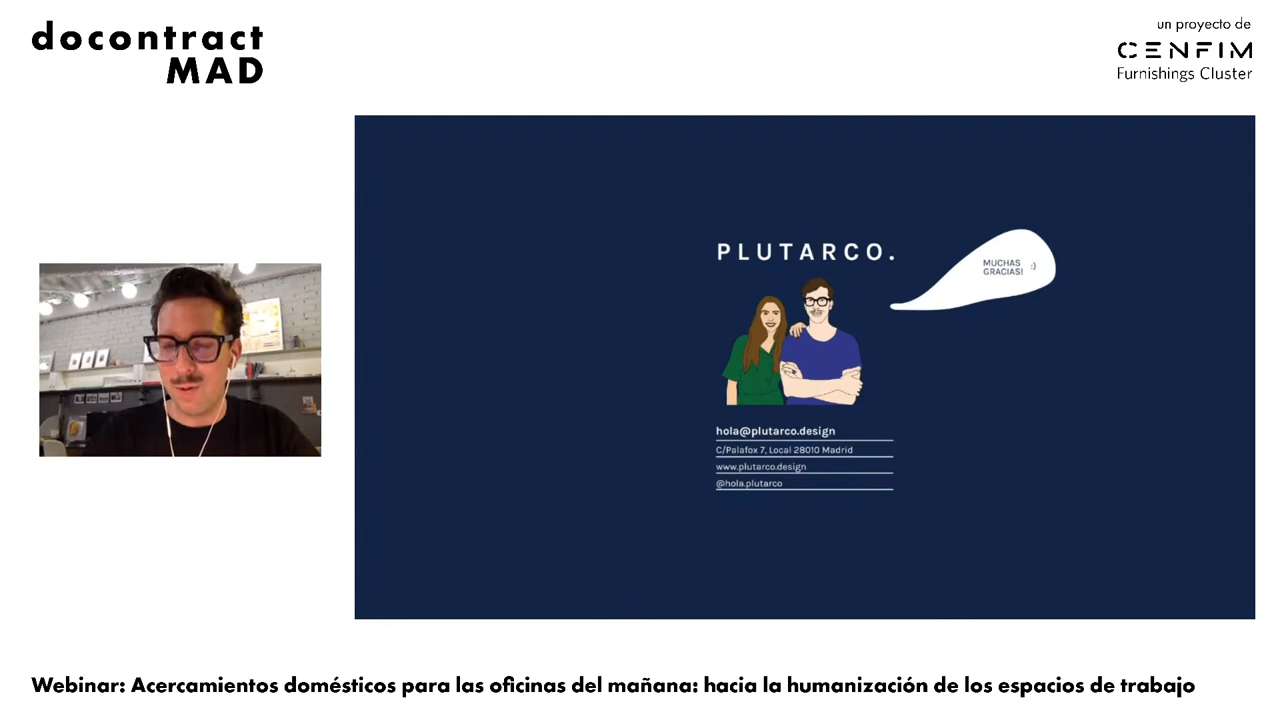 docontract
MAD
un proyecto de
CENFIM
Furnishings Cluster
PLUTARCO.
MUCHAS
GRACIAS! :)
hola@plutarco.design
C/Palafox 7, Local 28010 Madrid
www.plutarco.design
@hola.plutarco
Webinar: Acercamientos domésticos para las oficinas del mañana: hacia la humanización de los espacios de trabajo